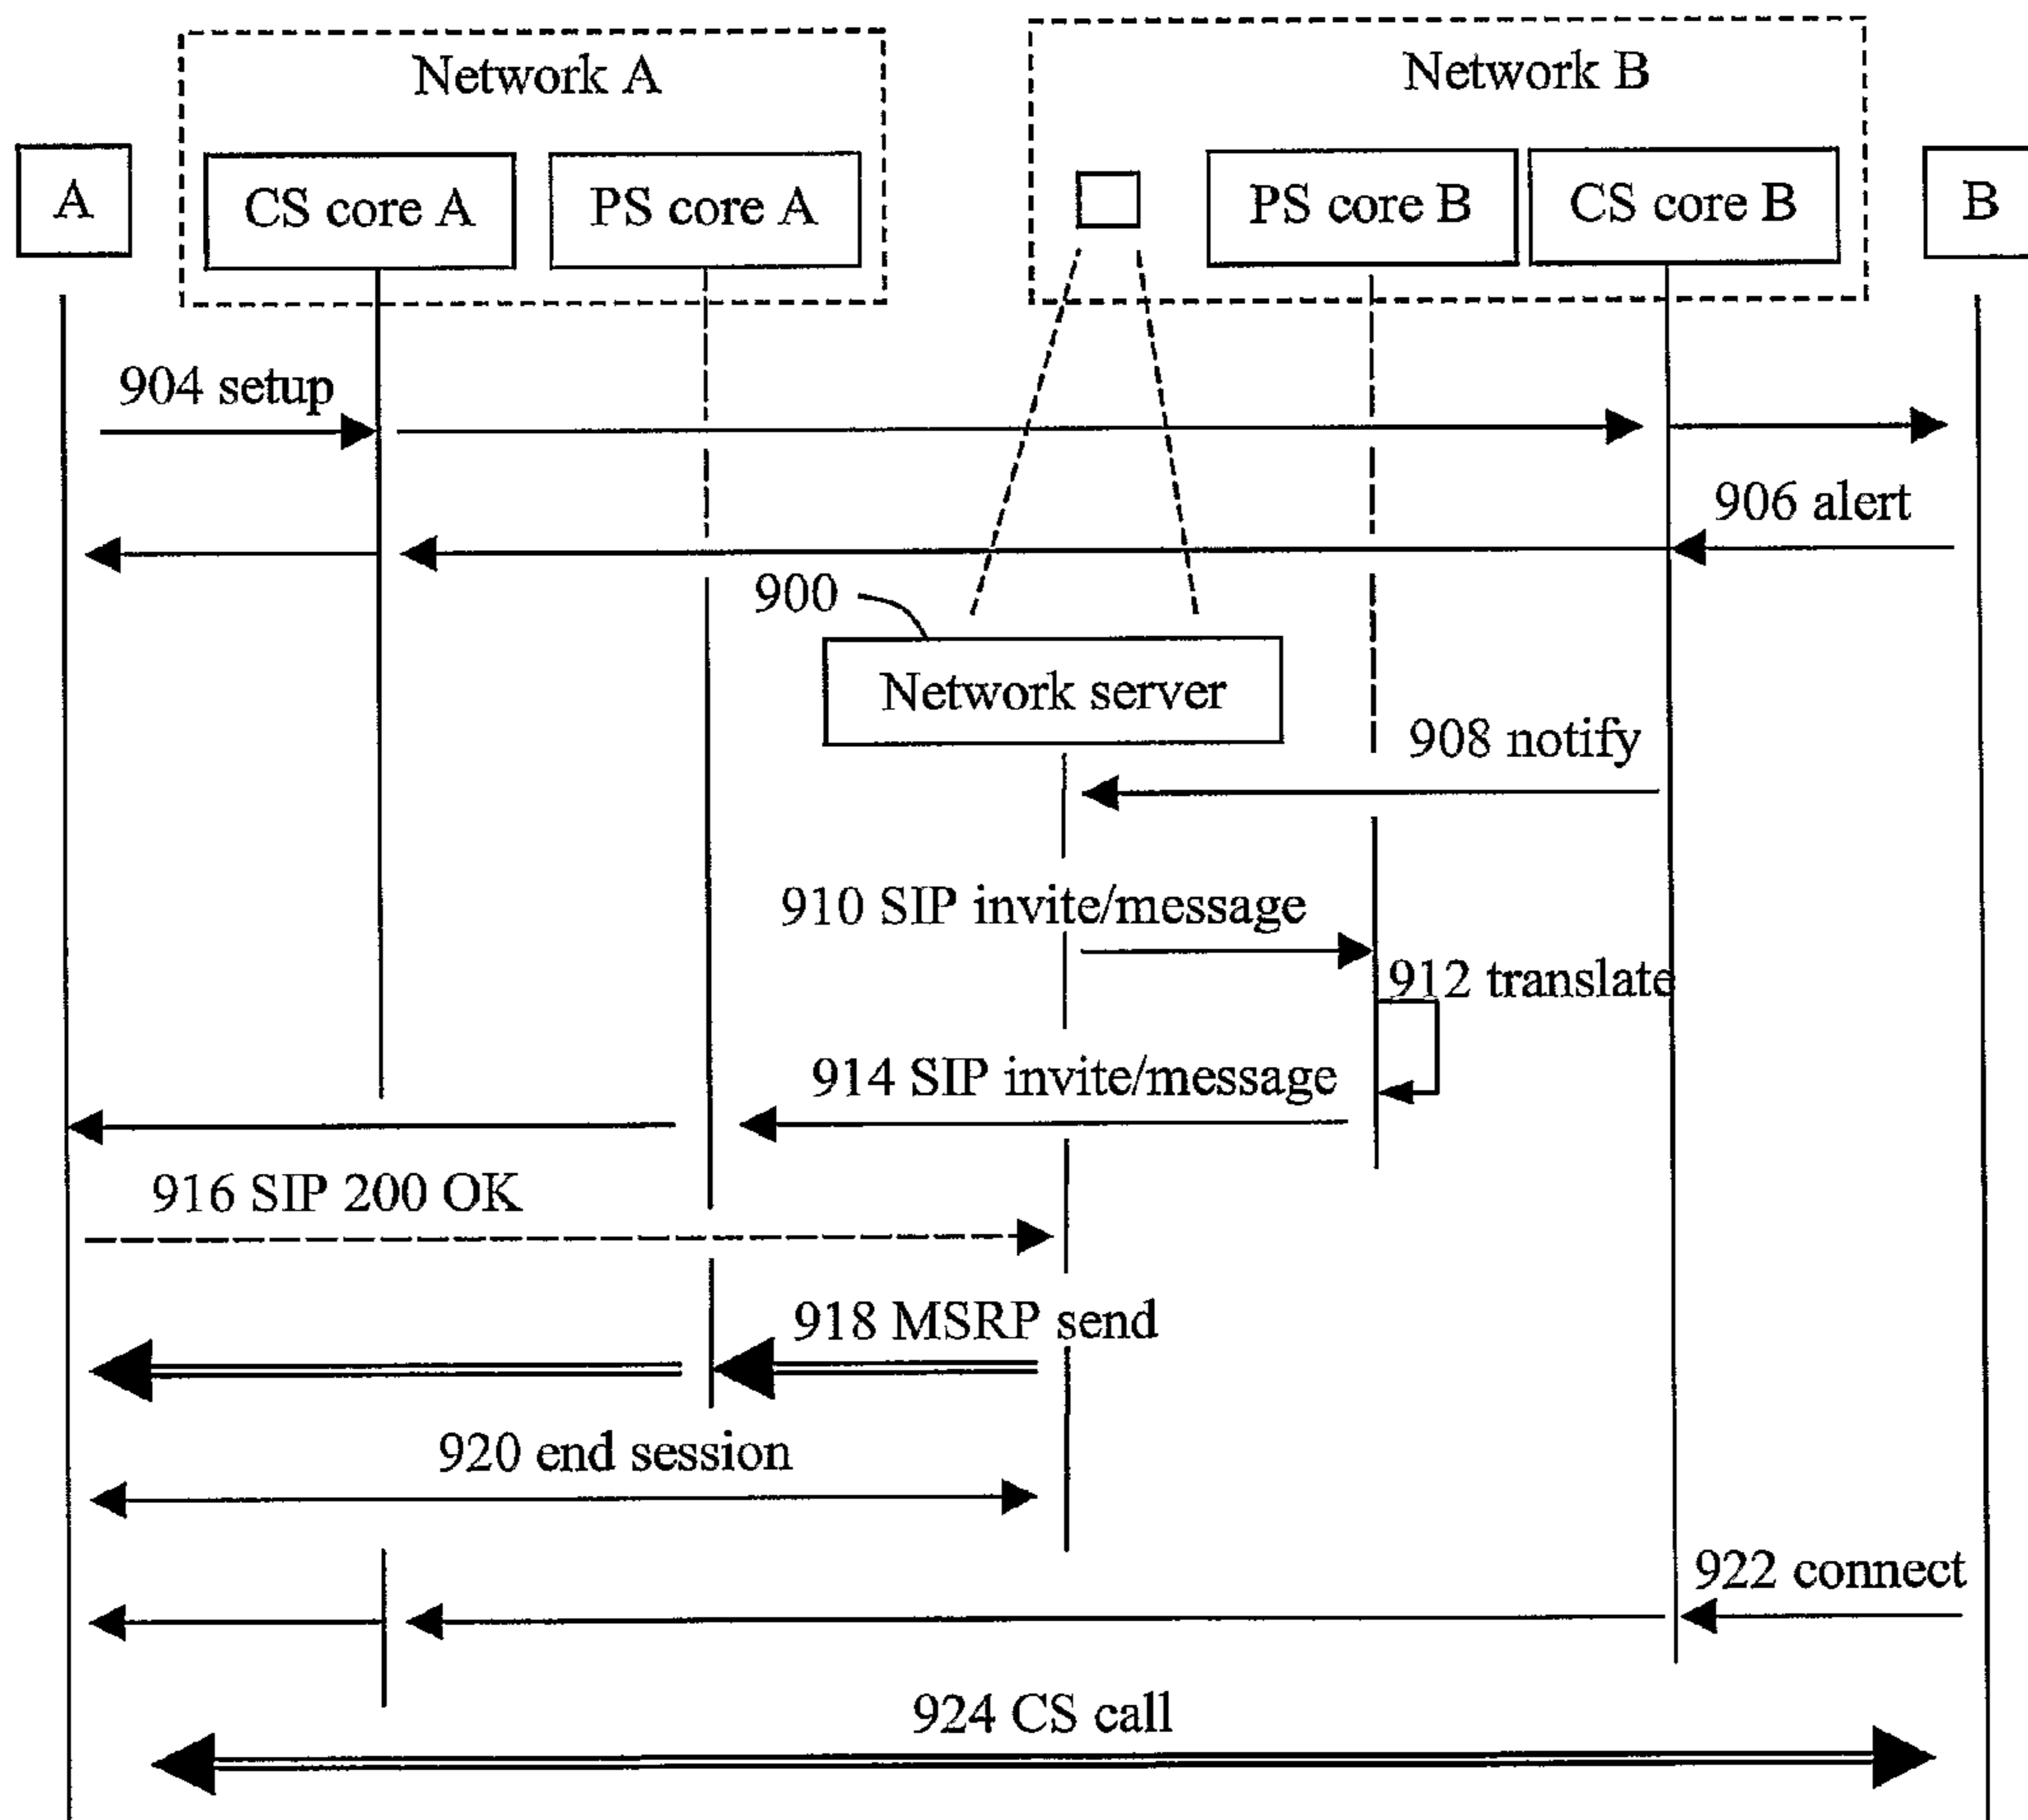 Network A
Network B
A
CS core A
PS core A
PS core B
CS core B
B
904 setup
906 alert
900
Network server
908 notify
910 SIP invite/message
912 translate
914 SIP invite/message
916 SIP 200 OK
918 MSRP send
920 end session
922 connect
924 CS call